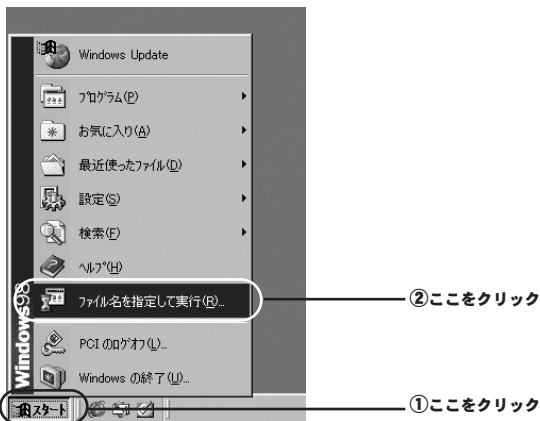 Windows Update
プログラム(P)
お気に入り(A)
最近使ったファイル(D)
設定(S)
検索(F)
ヘルプ(H)
ファイル名を指定して実行(R)...
②ここをクリック
PCI のログオフ(L)...
Windows の終了(U)...
Windows98
スタート
①ここをクリック